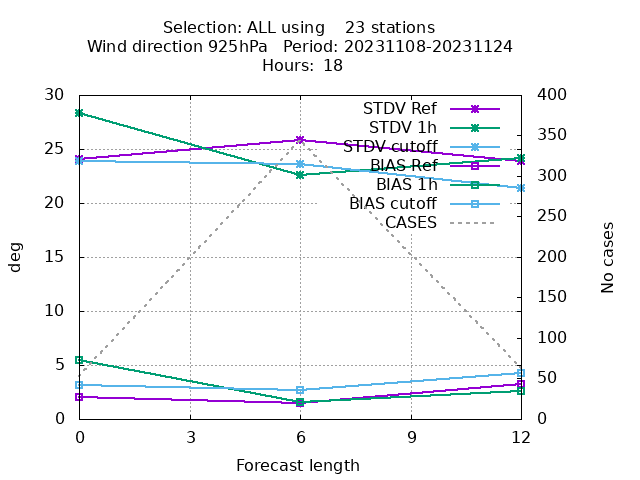 Selection: ALL using    23 stations
Wind direction 925hPa   Period: 20231108-20231124
Hours: 18
30
25
20
15
10
5
0
deg
400
350
300
250
200
150
100
50
0
No cases
STDV Ref
STDV 1h
STDV cutoff
BIAS Ref
BIAS 1h
BIAS cutoff
CASES
0 3 6 9 12
Forecast length